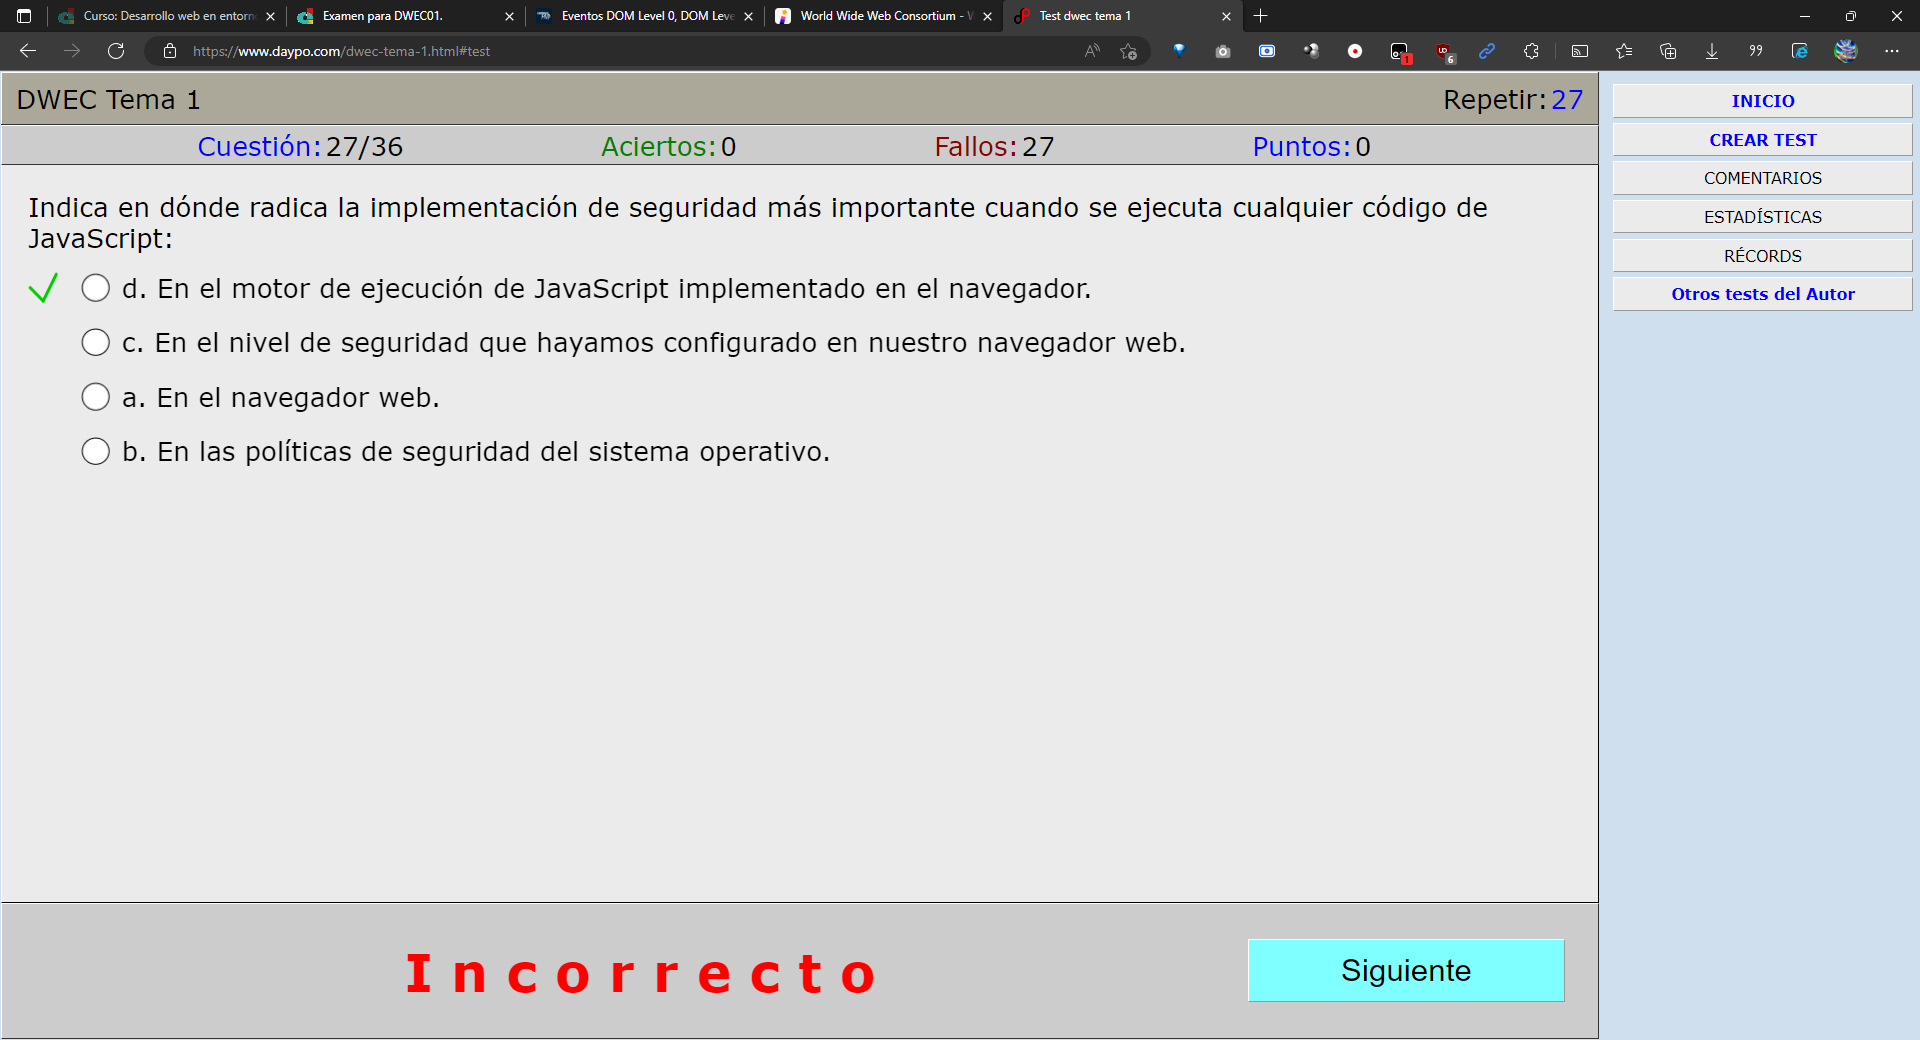 Curso: Desarrollo web en entorn
Examen para DWEC01.
Eventos DOM Level 0, DOM Leve
World Wide Web Consortium - W
Test dwec tema 1
https://www.daypo.com/dwec-tema-1.html#test
1
6
DWEC Tema 1
Repetir: 27
Cuestión: 27/36
Aciertos: 0
Fallos: 27
Puntos: 0
Indica en dónde radica la implementación de seguridad más importante cuando se ejecuta cualquier código de
JavaScript:
d. En el motor de ejecución de JavaScript implementado en el navegador.
c. En el nivel de seguridad que hayamos configurado en nuestro navegador web.
a. En el navegador web.
b. En las políticas de seguridad del sistema operativo.
Incorrecto
Siguiente
INICIO
CREAR TEST
COMENTARIOS
ESTADÍSTICAS
RÉCORDS
Otros tests del Autor